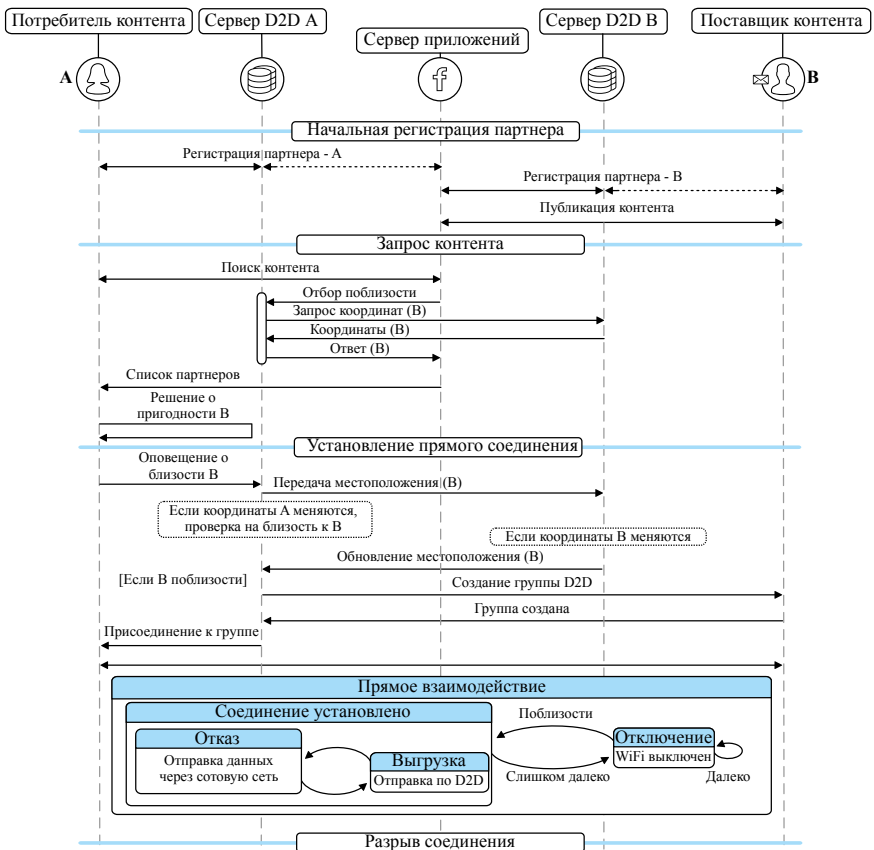 Потребитель контента
Сервер D2D A
Сервер приложений
Сервер D2D B
Поставщик контента
A
f
B
Начальная регистрация партнера
Регистрация партнера - A
Регистрация партнера - B
Публикация контента
Запрос контента
Поиск контента
Отбор поблизости
Запрос координат (B)
Координаты (B)
Ответ (B)
Список партнеров
Решение о
пригодности B
Установление прямого соединения
Оповещение о
близости B
Передача местоположения (B)
Если координаты A меняются,
проверка на близость к B
Если координаты B меняются
Обновление местоположения (B)
[Если B поблизости]
Создание группы D2D
Группа создана
Присоединение к группе
Прямое взаимодействие
Соединение установлено
Отказ
Отправка данных
через сотовую сеть
Выгрузка
Отправка по D2D
Поблизости
Слишком далеко
Отключение
WiFi выключен
Далеко
Разрыв соединения